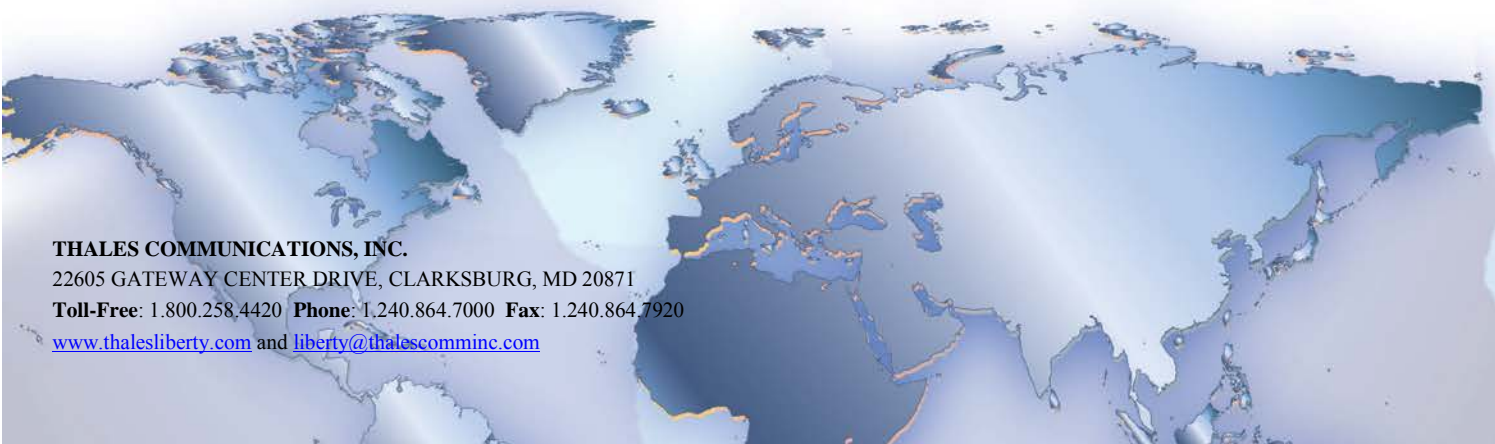 THALES COMMUNICATIONS, INC.
22605 GATEWAY CENTER DRIVE, CLARKSBURG, MD 20871
Toll-Free: 1.800.258.4420 Phone: 1.240.864.7000 Fax: 1.240.864.7920
www.thalesliberty.com and liberty@thalescomminc.com